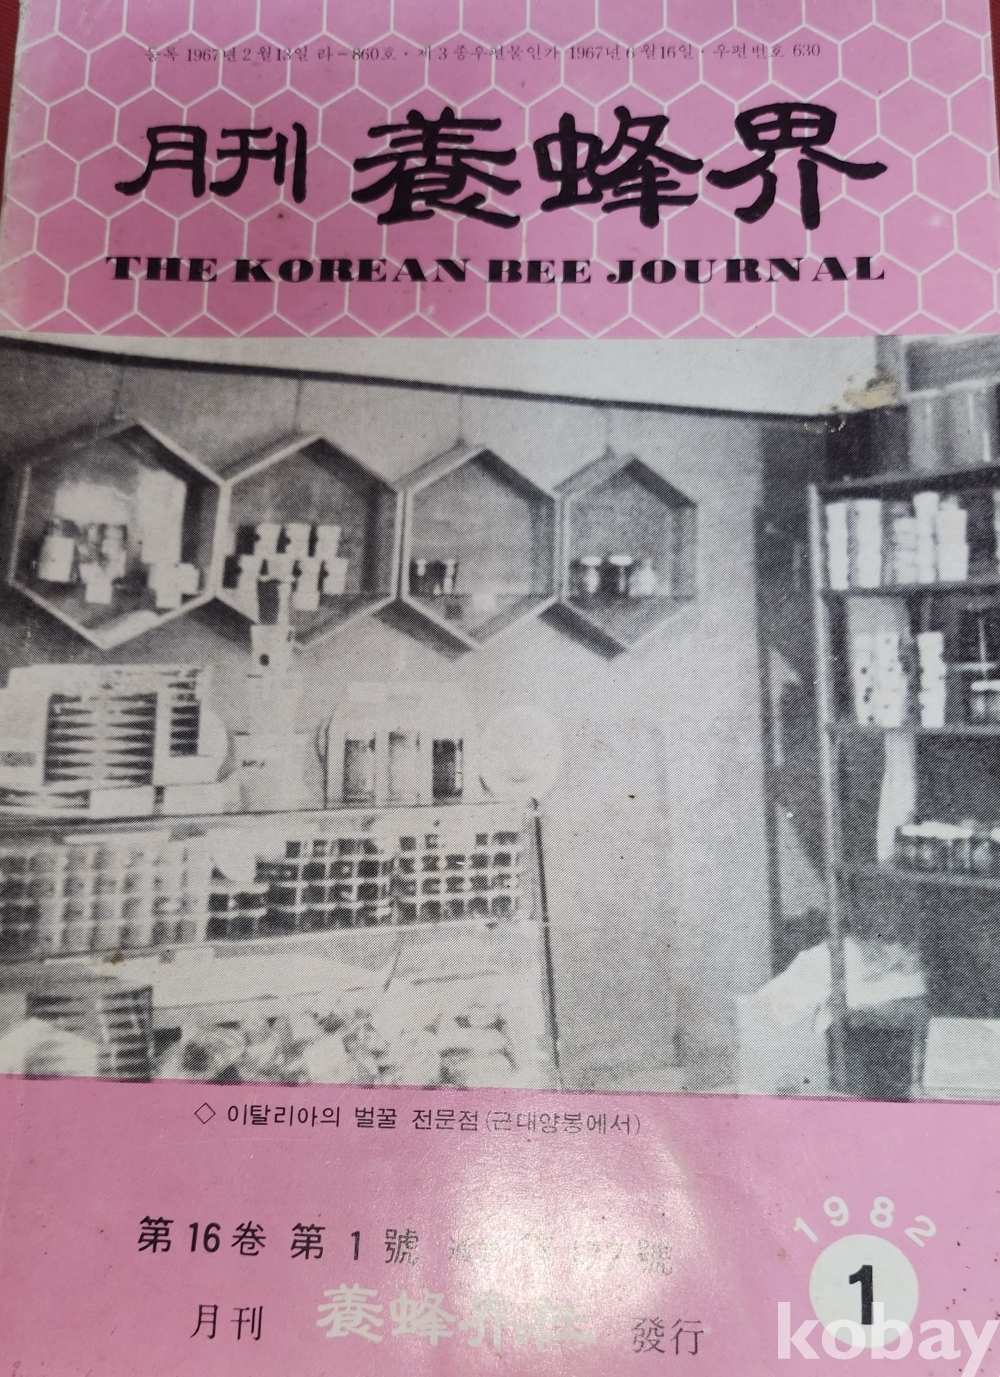 등록 1967년 2월 13일 라-860호·제3종우편물인가 1967년 6월 16일·우편번호 630
月刊 養蜂界
THE KOREAN BEE JOURNAL
◇ 이탈리아의 벌꿀 전문점 (근대양봉에서)
第16卷 第1號 號
1982
1
月刊 養蜂界社 發行
kobay